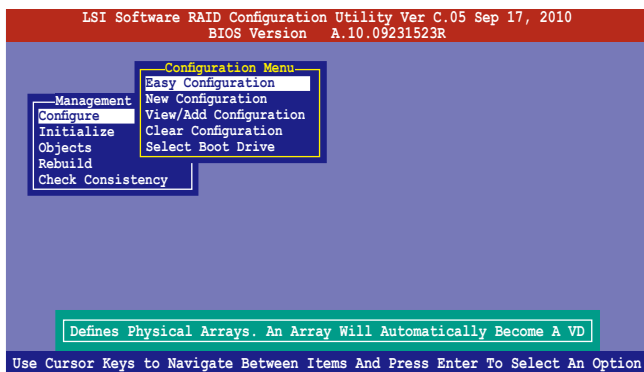 LSI Software RAID Configuration Utility Ver C.05 Sep 17, 2010
BIOS Version A.10.09231523R
Configuration Menu
Easy Configuration
New Configuration
View/Add Configuration
Clear Configuration
Select Boot Drive
Management
Configure
Initialize
Objects
Rebuild
Check Consistency
Defines Physical Arrays. An Array Will Automatically Become A VD
Use Cursor Keys to Navigate Between Items And Press Enter To Select An Option